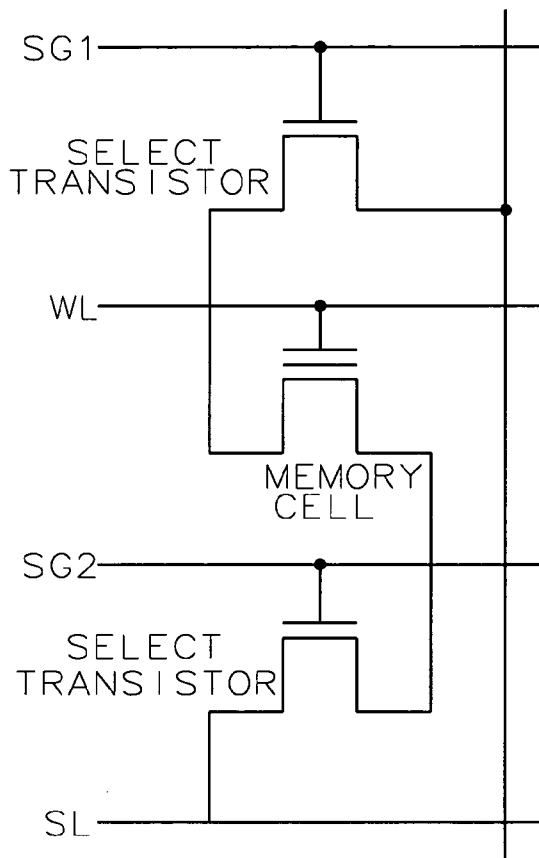 SG1
SELECT
TRANSISTOR
WL
MEMORY
CELL
SG2
SELECT
TRANSISTOR
SL